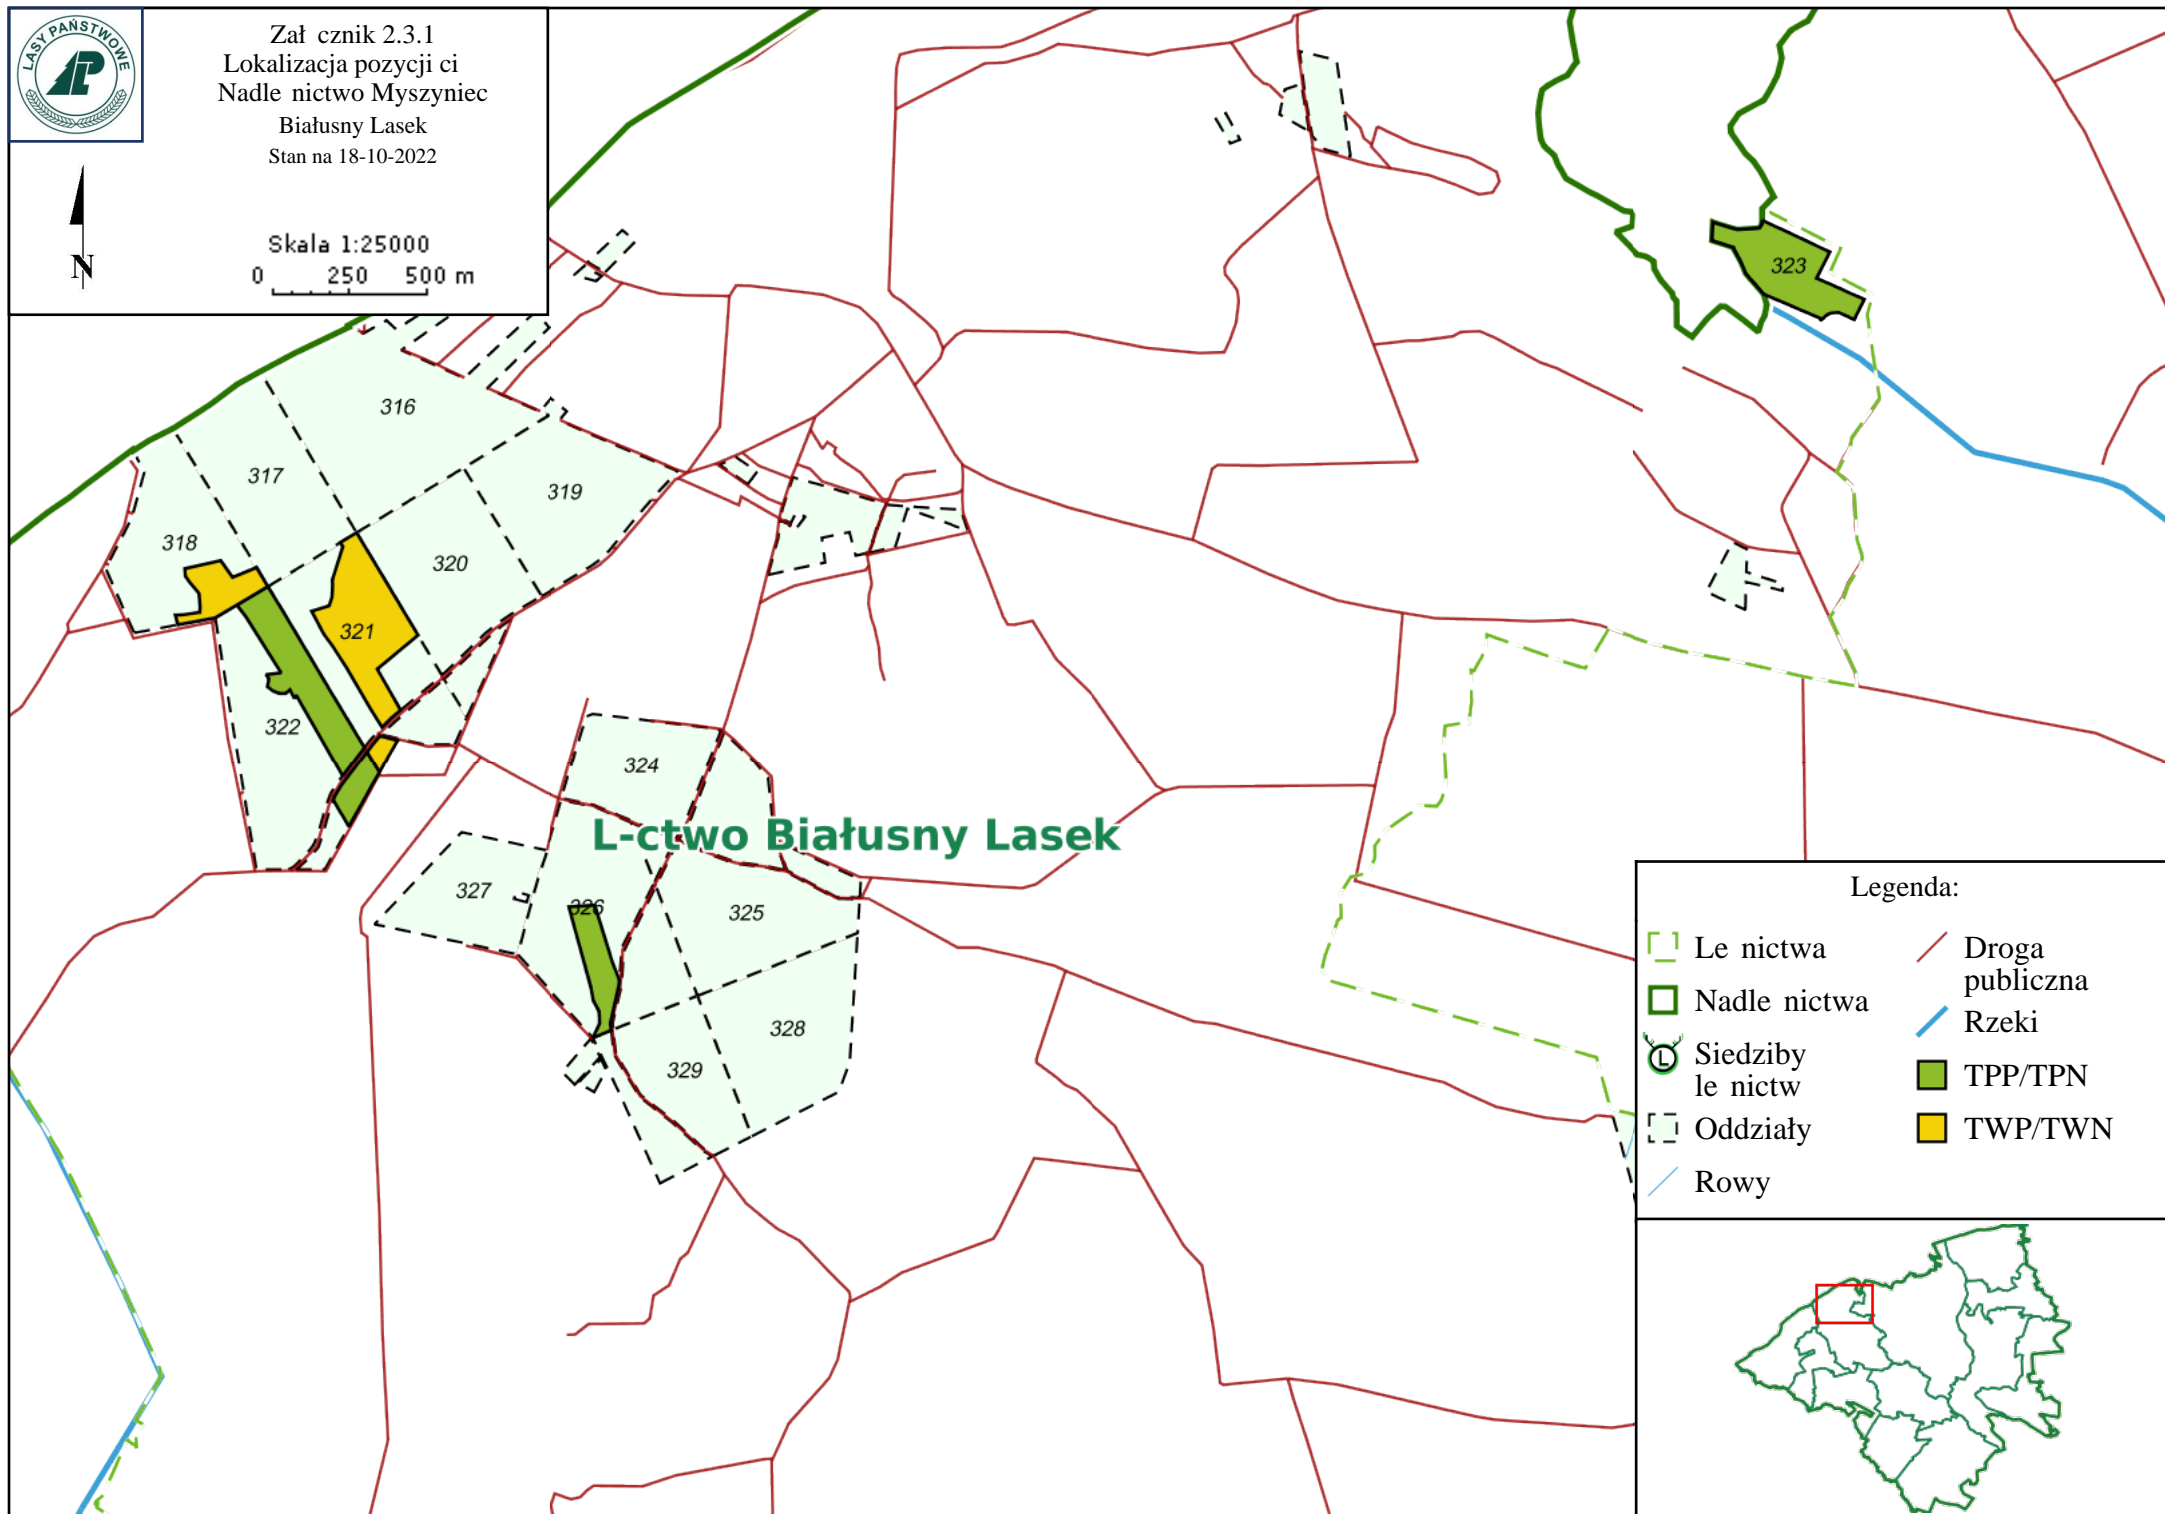 LASY PAŃSTWOWE
Zał cznik 2.3.1
Lokalizacja pozycji ci
Nadle nictwo Myszyniec
Białusny Lasek
Stan na 18-10-2022
N
Skala 1:25000
0 250 500 m
323
316
317
319
318
320
321
322
324
L-ctwo Białusny Lasek
327
326
325
328
329
Legenda:
Le nictwa
Nadle nictwa
L
Siedziby
le nictw
Oddziały
Rowy
Droga
publiczna
Rzeki
TPP/TPN
TWP/TWN